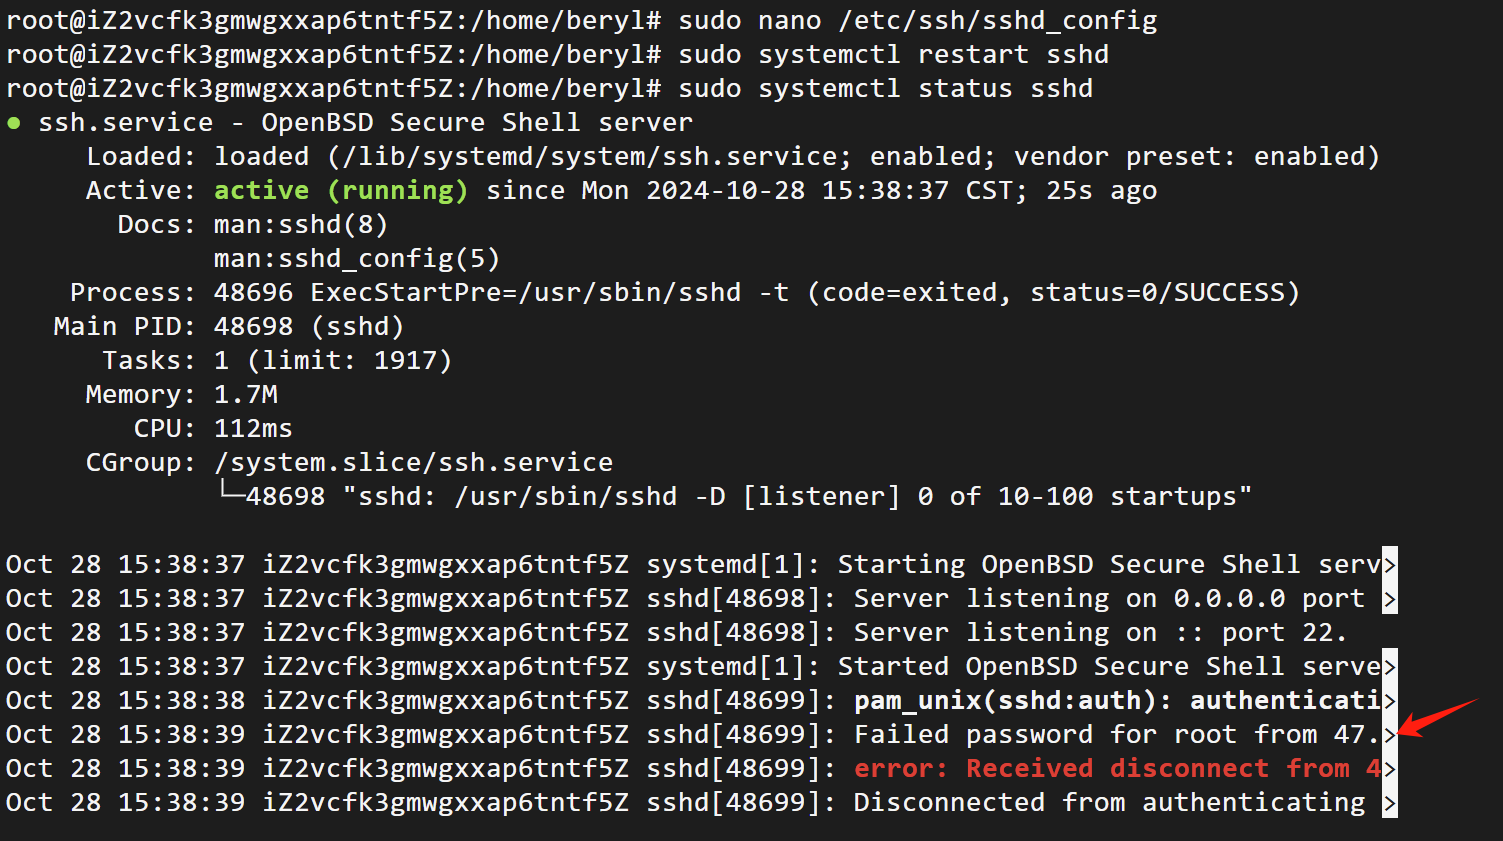 root@iZ2vcfk3gmwgxxap6tntf5Z:/home/beryl# sudo nano /etc/ssh/sshd_config
root@iZ2vcfk3gmwgxxap6tntf5Z:/home/beryl# sudo systemctl restart sshd
root@iZ2vcfk3gmwgxxap6tntf5Z:/home/beryl# sudo systemctl status sshd
● ssh.service - OpenBSD Secure Shell server
     Loaded: loaded (/lib/systemd/system/ssh.service; enabled; vendor preset: enabled)
     Active: active (running) since Mon 2024-10-28 15:38:37 CST; 25s ago
       Docs: man:sshd(8)
             man:sshd_config(5)
    Process: 48696 ExecStartPre=/usr/sbin/sshd -t (code=exited, status=0/SUCCESS)
   Main PID: 48698 (sshd)
      Tasks: 1 (limit: 1917)
     Memory: 1.7M
        CPU: 112ms
     CGroup: /system.slice/ssh.service
             └─48698 "sshd: /usr/sbin/sshd -D [listener] 0 of 10-100 startups"
Oct 28 15:38:37 iZ2vcfk3gmwgxxap6tntf5Z systemd[1]: Starting OpenBSD Secure Shell serv>
Oct 28 15:38:37 iZ2vcfk3gmwgxxap6tntf5Z sshd[48698]: Server listening on 0.0.0.0 port >
Oct 28 15:38:37 iZ2vcfk3gmwgxxap6tntf5Z sshd[48698]: Server listening on :: port 22.
Oct 28 15:38:37 iZ2vcfk3gmwgxxap6tntf5Z systemd[1]: Started OpenBSD Secure Shell serve>
Oct 28 15:38:38 iZ2vcfk3gmwgxxap6tntf5Z sshd[48699]: pam_unix(sshd:auth): authenticati>
Oct 28 15:38:39 iZ2vcfk3gmwgxxap6tntf5Z sshd[48699]: Failed password for root from 47.>
Oct 28 15:38:39 iZ2vcfk3gmwgxxap6tntf5Z sshd[48699]: error: Received disconnect from 4>
Oct 28 15:38:39 iZ2vcfk3gmwgxxap6tntf5Z sshd[48699]: Disconnected from authenticating >